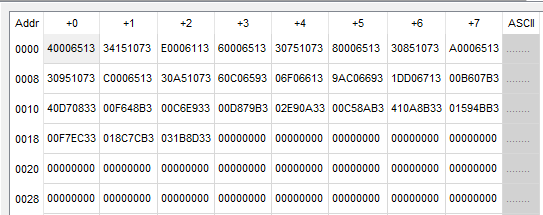 Addr +0 +1 +2 +3 +4 +5 +6 +7 ASCII
0000 40006513 34151073 E0006113 60006513 30751073 80006513 30851073 A0006513 ........
0008 30951073 C0006513 30A51073 60C06593 06F06613 9AC06693 1DD06713 00B607B3 ........
0010 40D70833 00F648B3 00C6E933 00D879B3 02E90A33 00C58AB3 410A8B33 01594BB3 ........
0018 00F7EC33 018C7CB3 031B8D33 00000000 00000000 00000000 00000000 00000000 ........
0020 00000000 00000000 00000000 00000000 00000000 00000000 00000000 00000000 ........
0028 00000000 00000000 00000000 00000000 00000000 00000000 00000000 00000000 ........